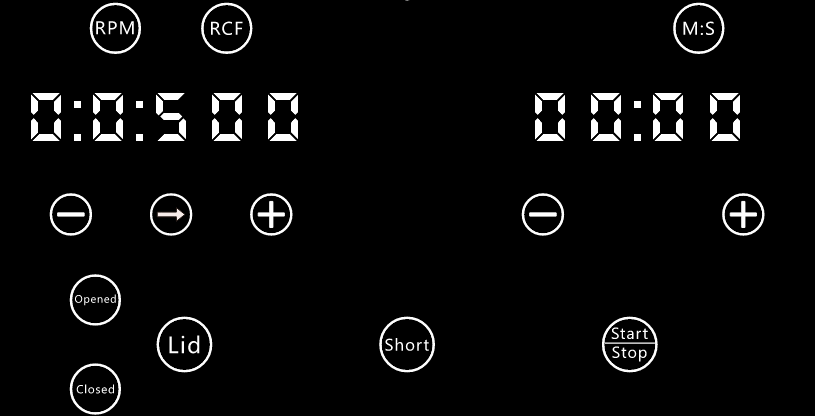 RPM RCF M:S
0:0:500 00:00
Opened
Lid Short Start
Stop
Closed